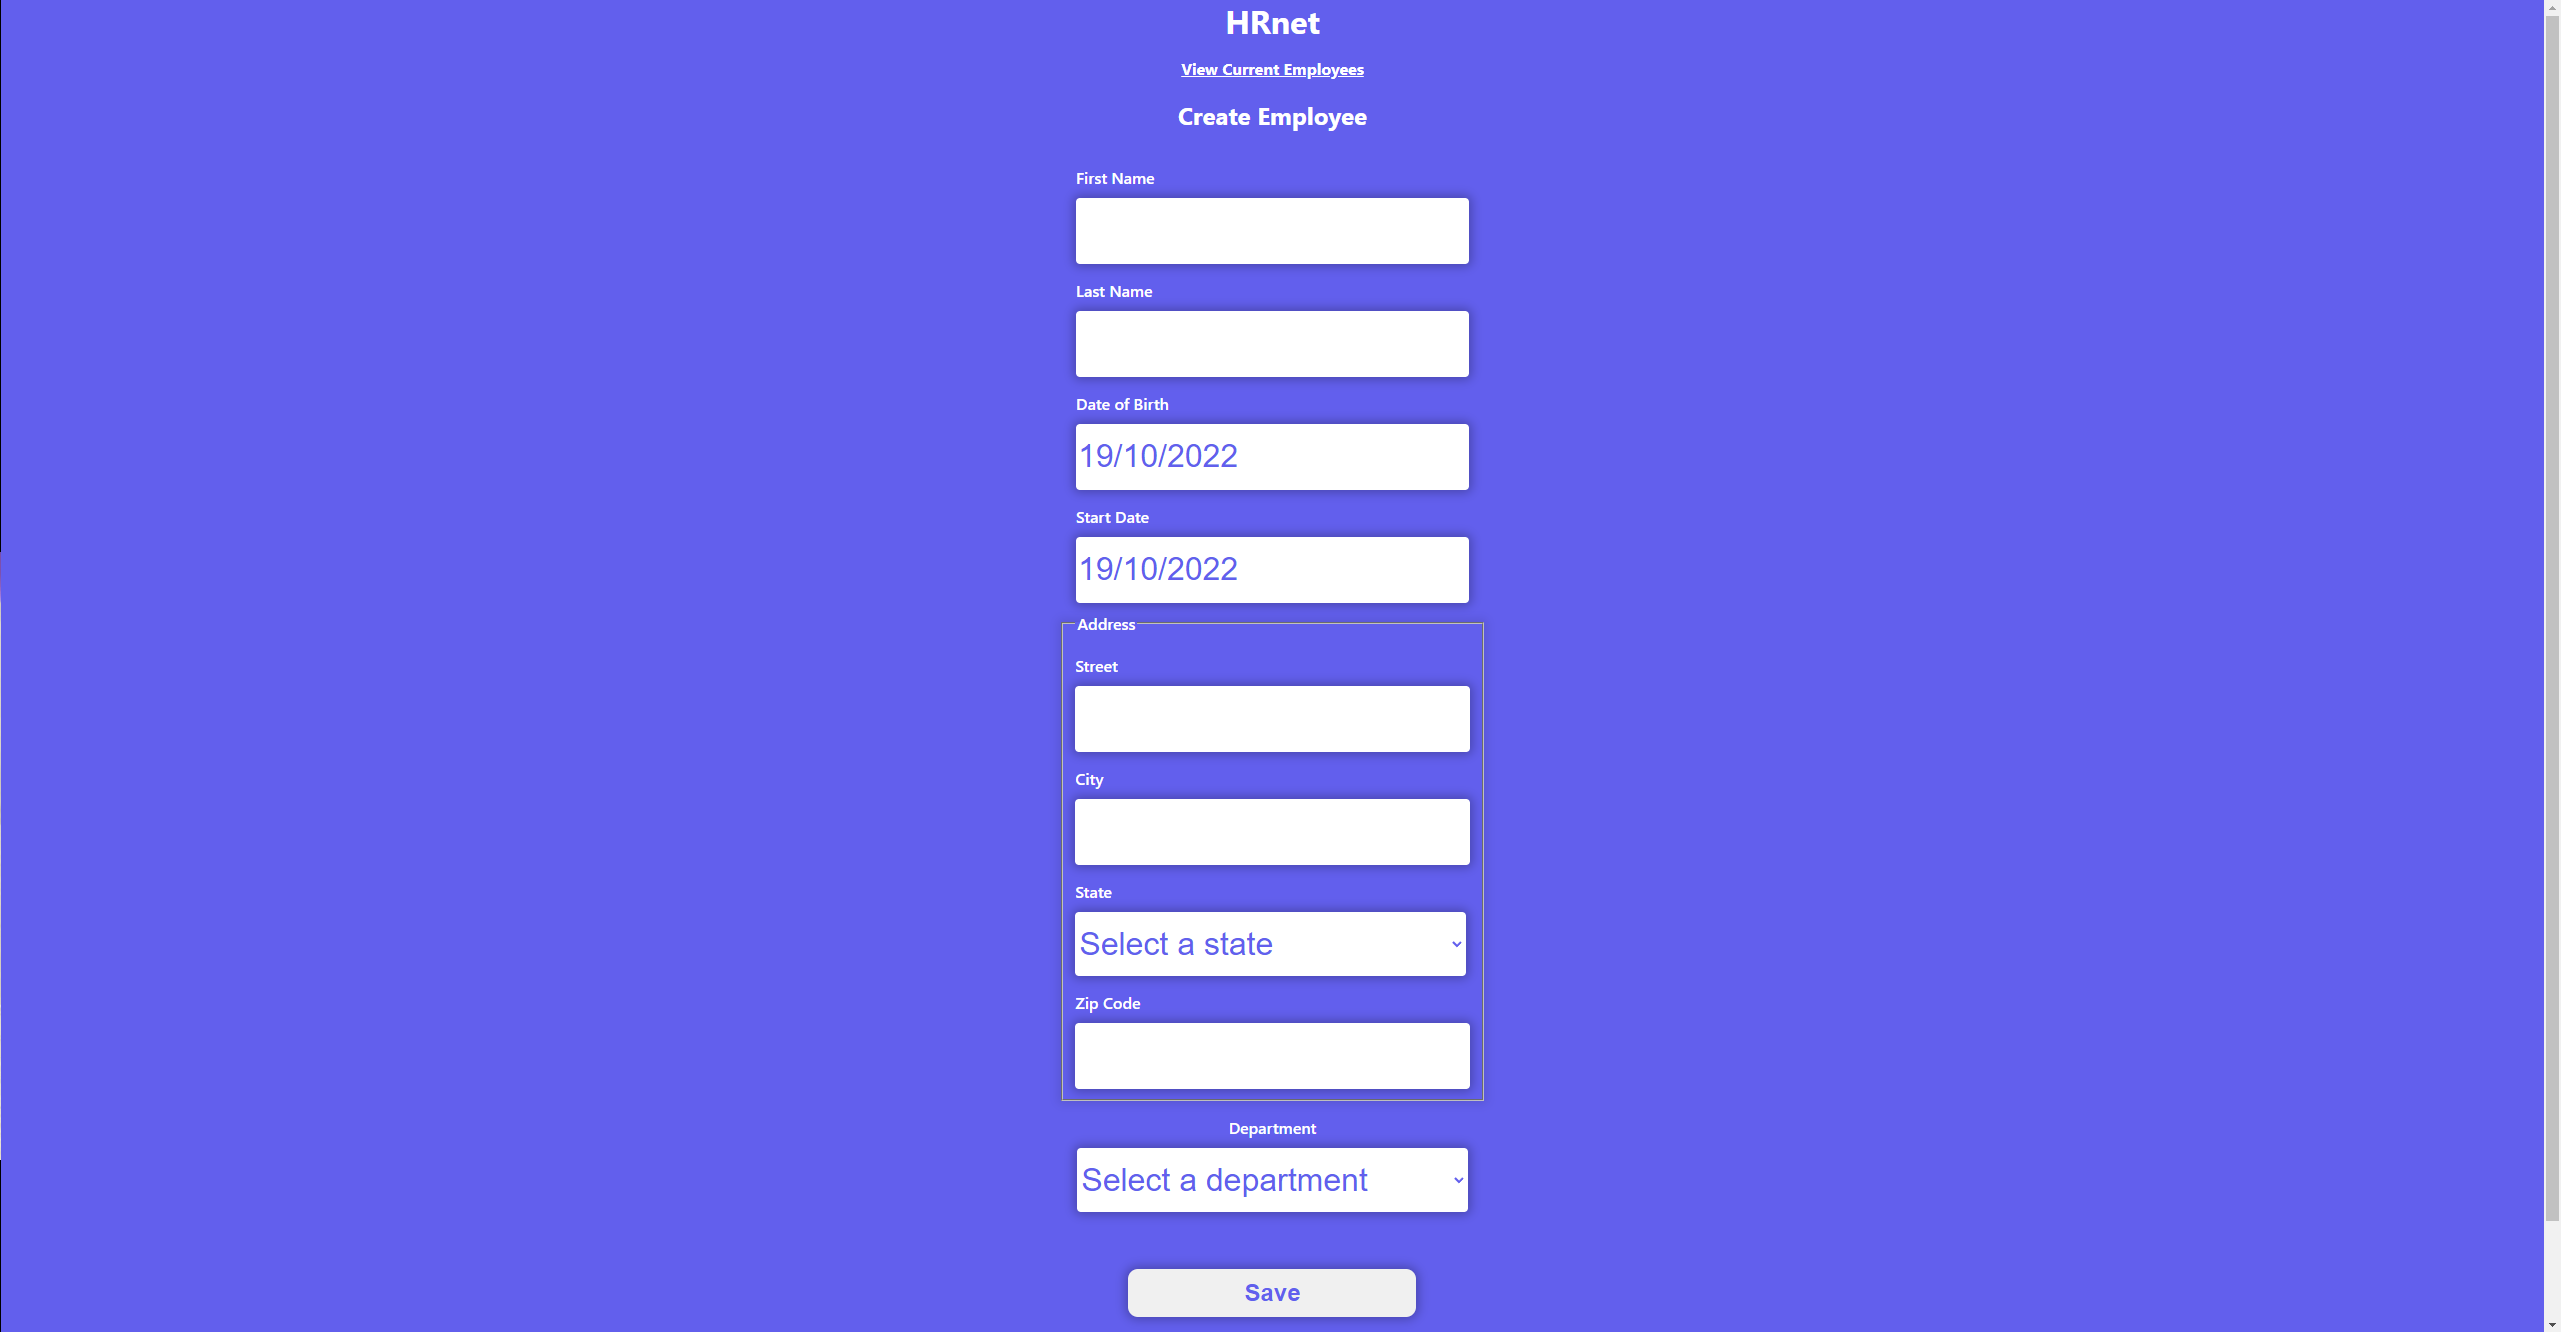 HRnet
View Current Employees
Create Employee
First Name
Last Name
Date of Birth
19/10/2022
Start Date
19/10/2022
Address
Street
City
State
Select a state
Zip Code
Department
Select a department
Save